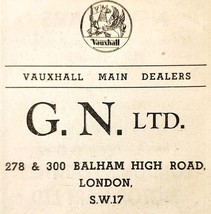 Vauxhall
VAUXHALL MAIN DEALERS
G. N. LTD.
278 & 300 BALHAM HIGH ROAD,
LONDON,
S.W.17